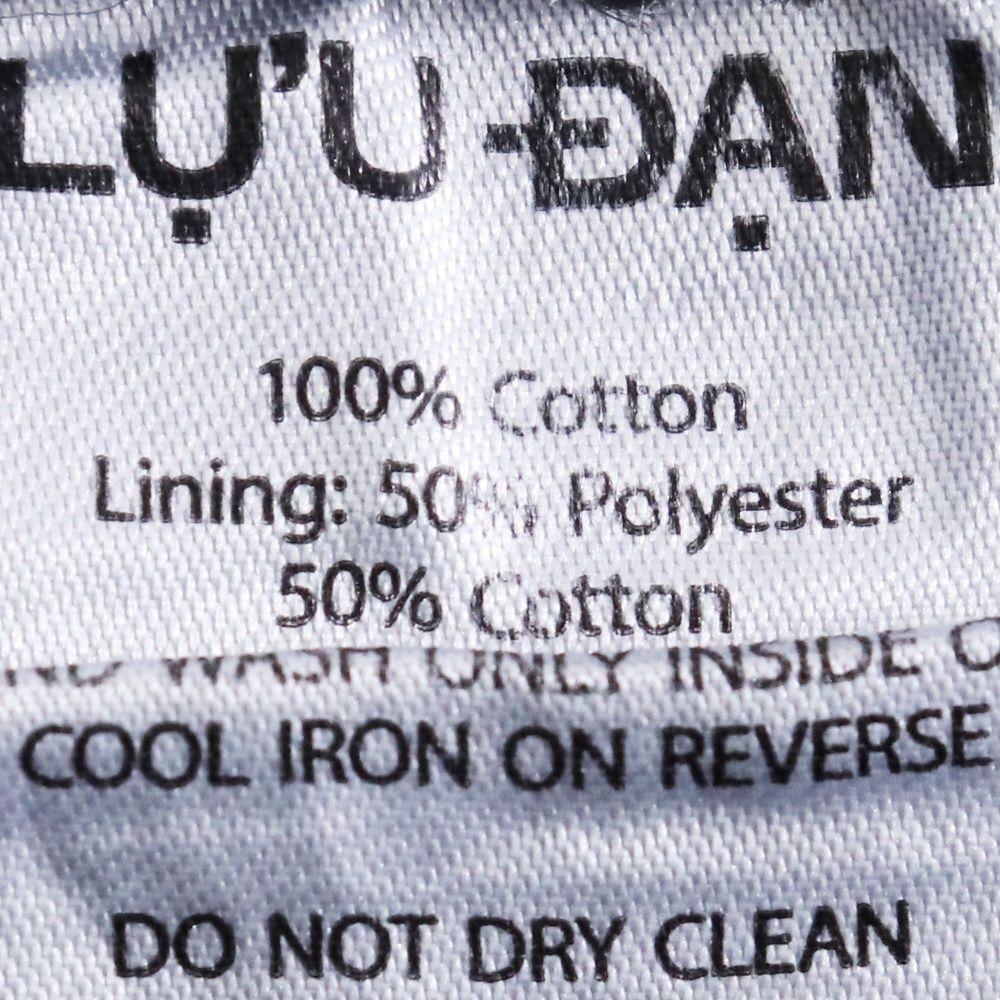 LỰU ĐẠN
100% Cotton
Lining: 50% Polyester
50% Cotton
WASH ONLY INSIDE
COOL IRON ON REVERSE
DO NOT DRY CLEAN